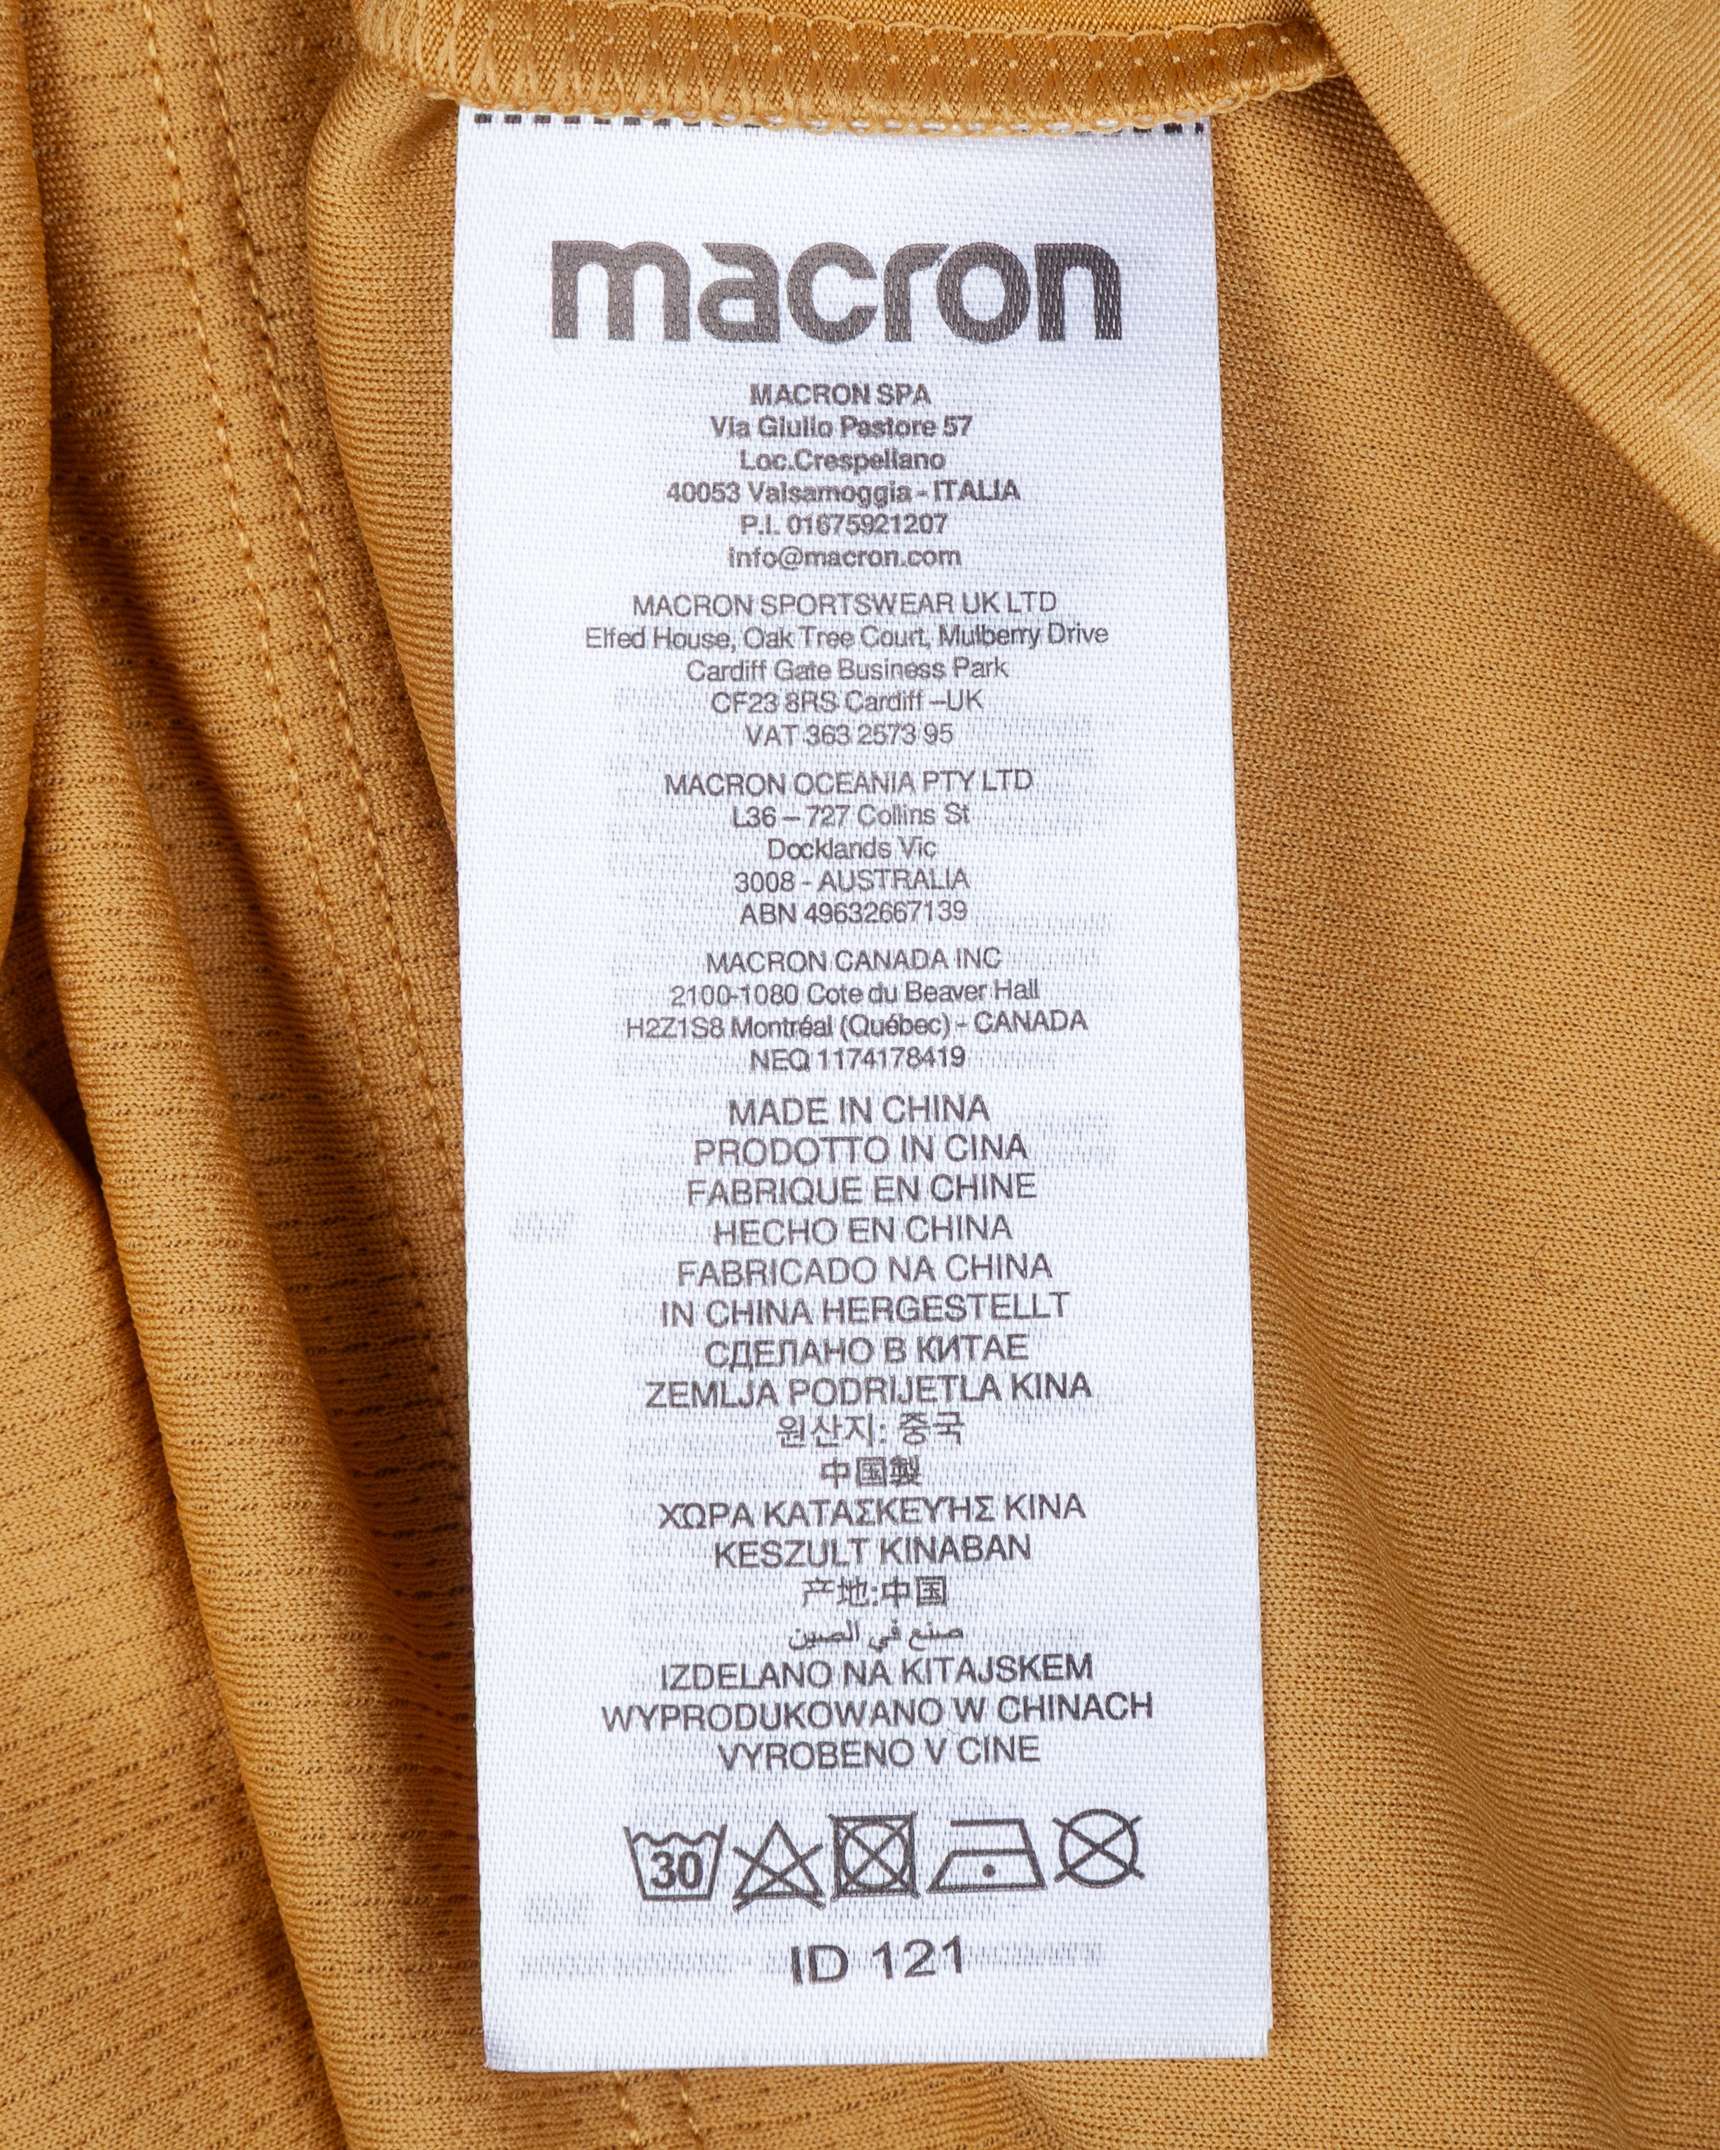 macron
MACRON SPA
Via Giulio Pastore 57
Loc.Crespellano
40053 Valsamoggia - ITALIA
P.I. 01675921207
info@macron.com
MACRON SPORTSWEAR UK LTD
Elfed House, Oak Tree Court, Mulberry Drive
Cardiff Gate Business Park
CF23 8RS Cardiff –UK
VAT 363 2573 95
MACRON OCEANIA PTY LTD
L36 – 727 Collins St
Docklands Vic
3008 - AUSTRALIA
ABN 49632667139
MACRON CANADA INC
2100-1080 Cote du Beaver Hall
H2Z1S8 Montréal (Québec) - CANADA
NEQ 1174178419
MADE IN CHINA
PRODOTTO IN CINA
FABRIQUE EN CHINE
HECHO EN CHINA
FABRICADO NA CHINA
IN CHINA HERGESTELLT
СДЕЛАНО В КИТАЕ
ZEMLJA PODRIJETLA KINA
원산지: 중국
中国製
ΧΏΡΑ ΚΑΤΑΣΚΕΥΉΣ ΚΙΝΑ
KESZULT KINABAN
产地:中国
صنع في الصين
IZDELANO NA KITAJSKEM
WYPRODUKOWANO W CHINACH
VYROBENO V CINE
30
ID 121